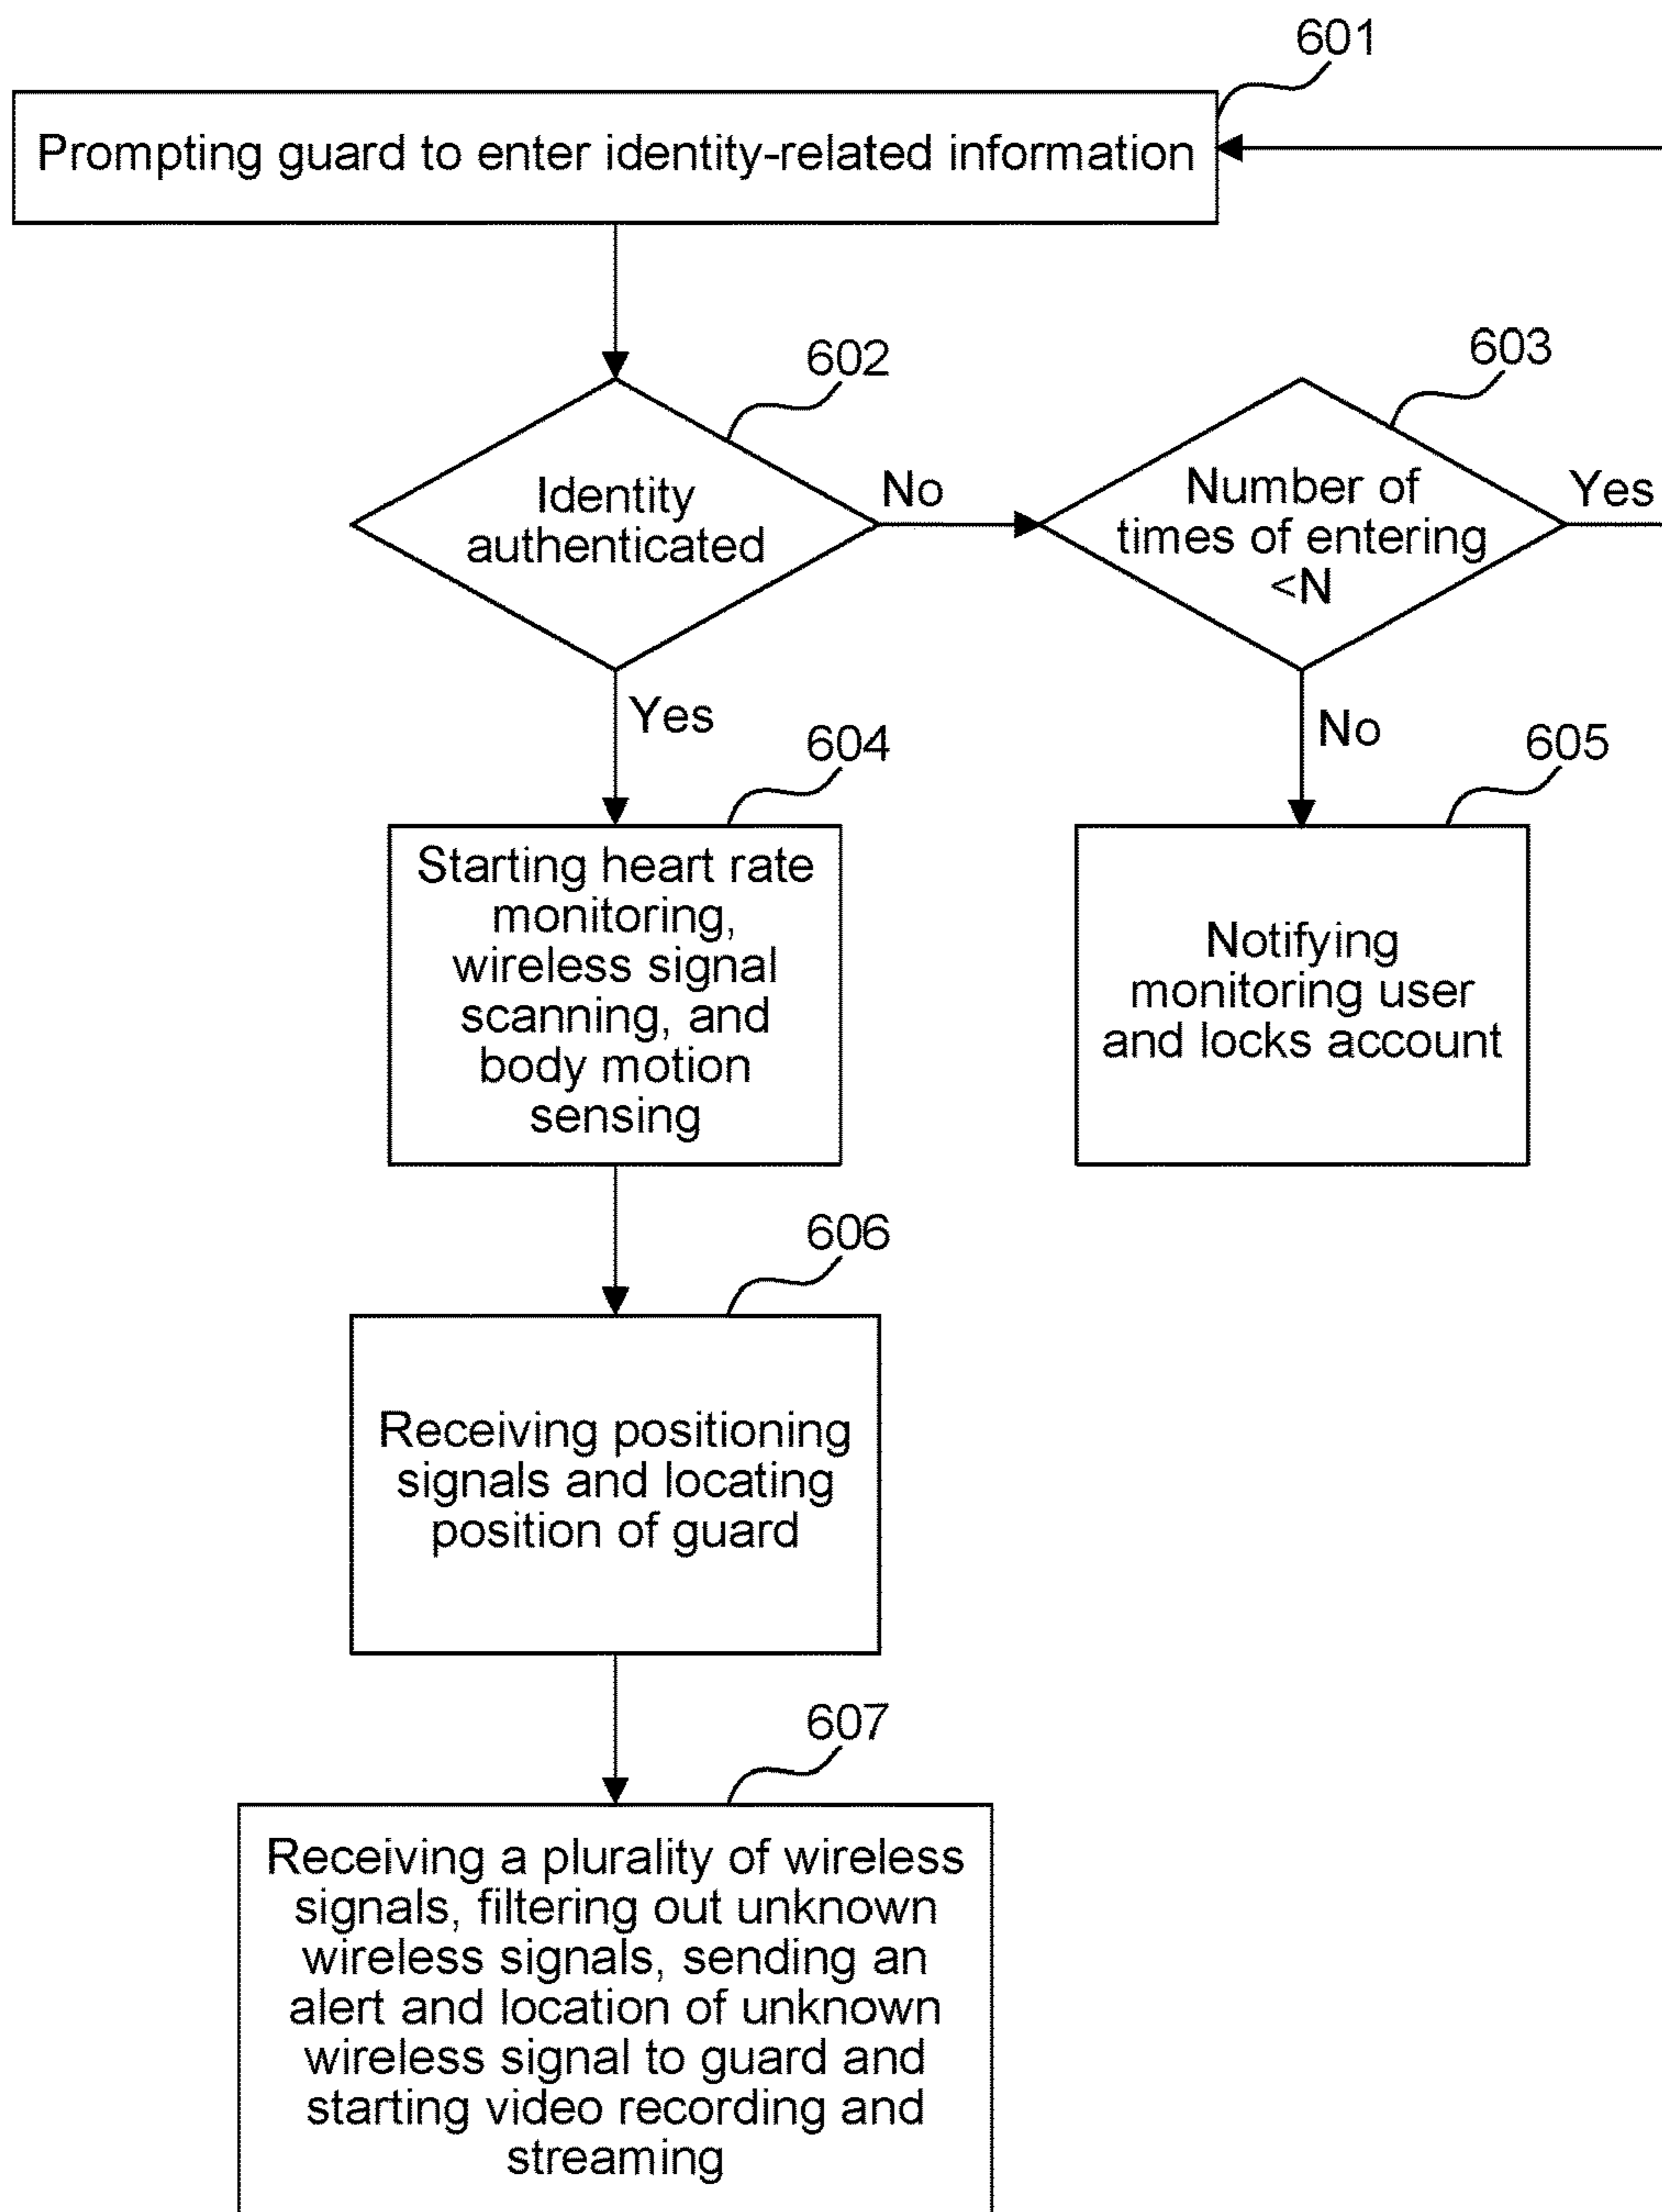 601
Prompting guard to enter identity-related information
602
603
Identity
authenticated
No
Number of
times of entering
<N
Yes
Yes
No
604
605
Starting heart rate
monitoring,
wireless signal
scanning, and
body motion
sensing
Notifying
monitoring user
and locks account
606
Receiving positioning
signals and locating
position of guard
607
Receiving a plurality of wireless
signals, filtering out unknown
wireless signals, sending an
alert and location of unknown
wireless signal to guard and
starting video recording and
streaming